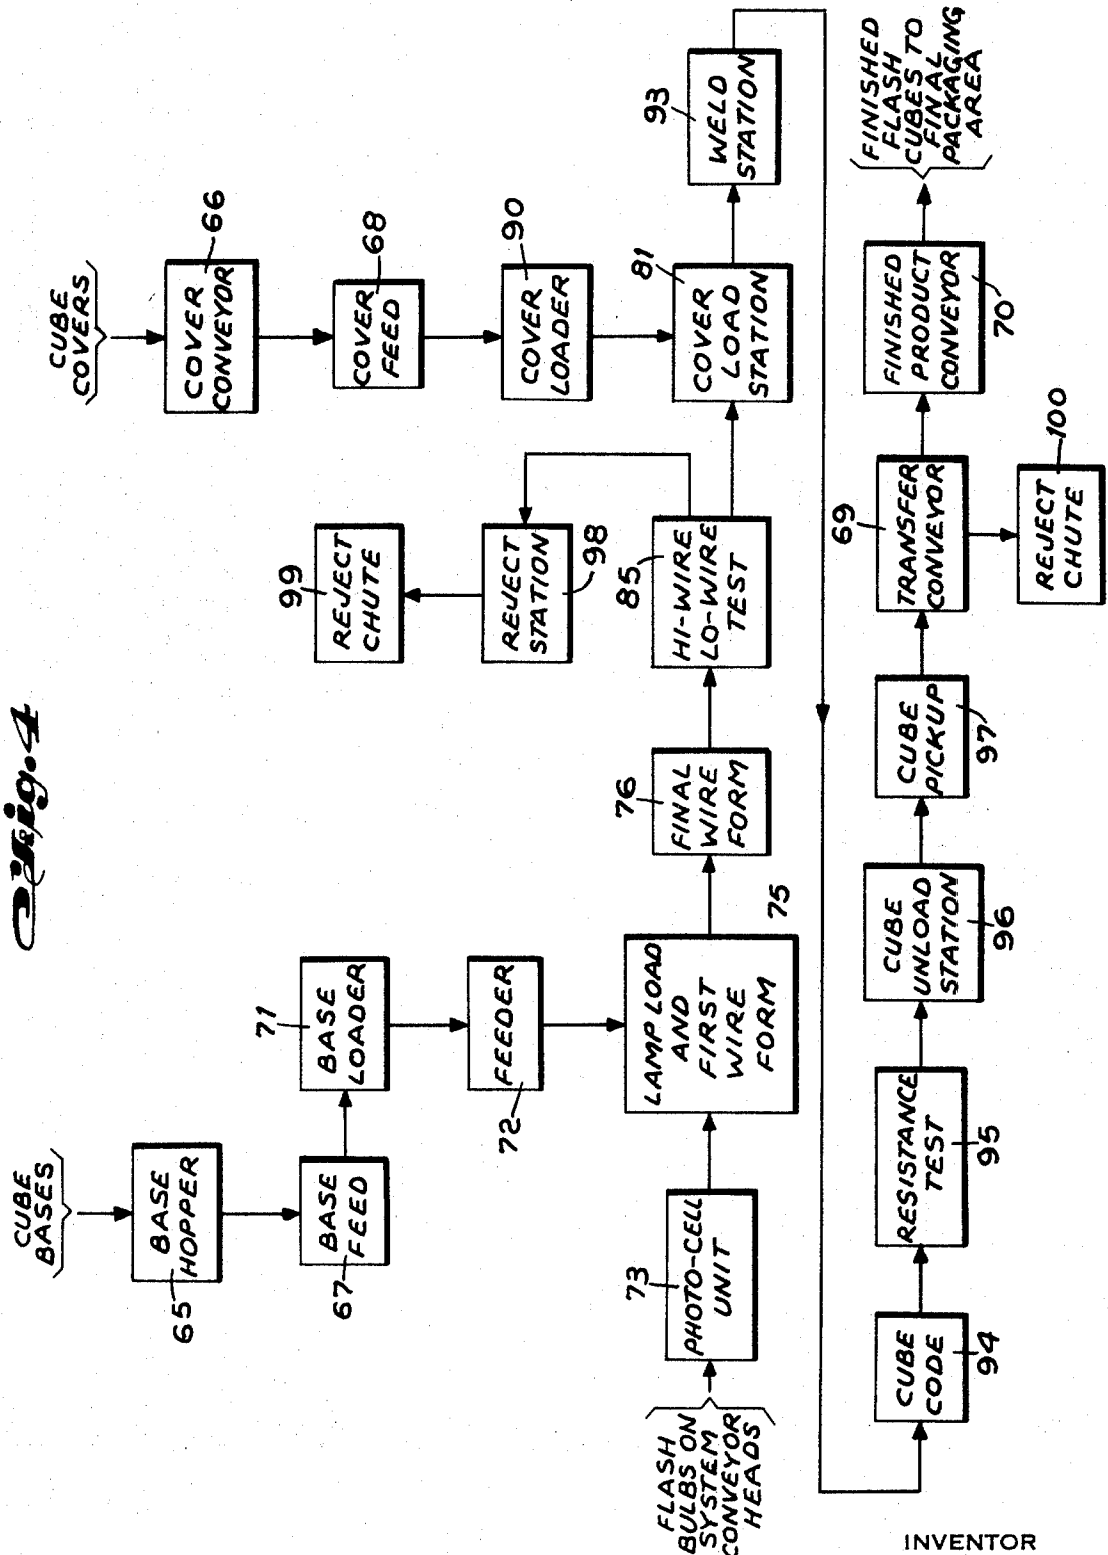 Fig. 4
CUBE
BASES
BASE
HOPPER
65
BASE
FEED
67
BASE
LOADER
71
FEEDER
72
FLASH
BULBS ON
SYSTEM
CONVEYOR
HEADS
PHOTO-CELL
UNIT
73
LAMP LOAD
AND
FIRST
WIRE
FORM
75
FINAL
WIRE
FORM
76
HI-WIRE
LO-WIRE
TEST
85
REJECT
STATION
98
REJECT
CHUTE
99
CUBE
COVERS
COVER
CONVEYOR
66
COVER
FEED
68
COVER
LOADER
90
COVER
LOAD
STATION
81
WELD
STATION
93
CUBE
CODE
94
RESISTANCE
TEST
95
CUBE
UNLOAD
STATION
96
CUBE
PICKUP
97
TRANSFER
CONVEYOR
69
REJECT
CHUTE
100
FINISHED
PRODUCT
CONVEYOR
70
FINISHED
FLASH
CUBES TO
FINAL
PACKAGING
AREA
INVENTOR